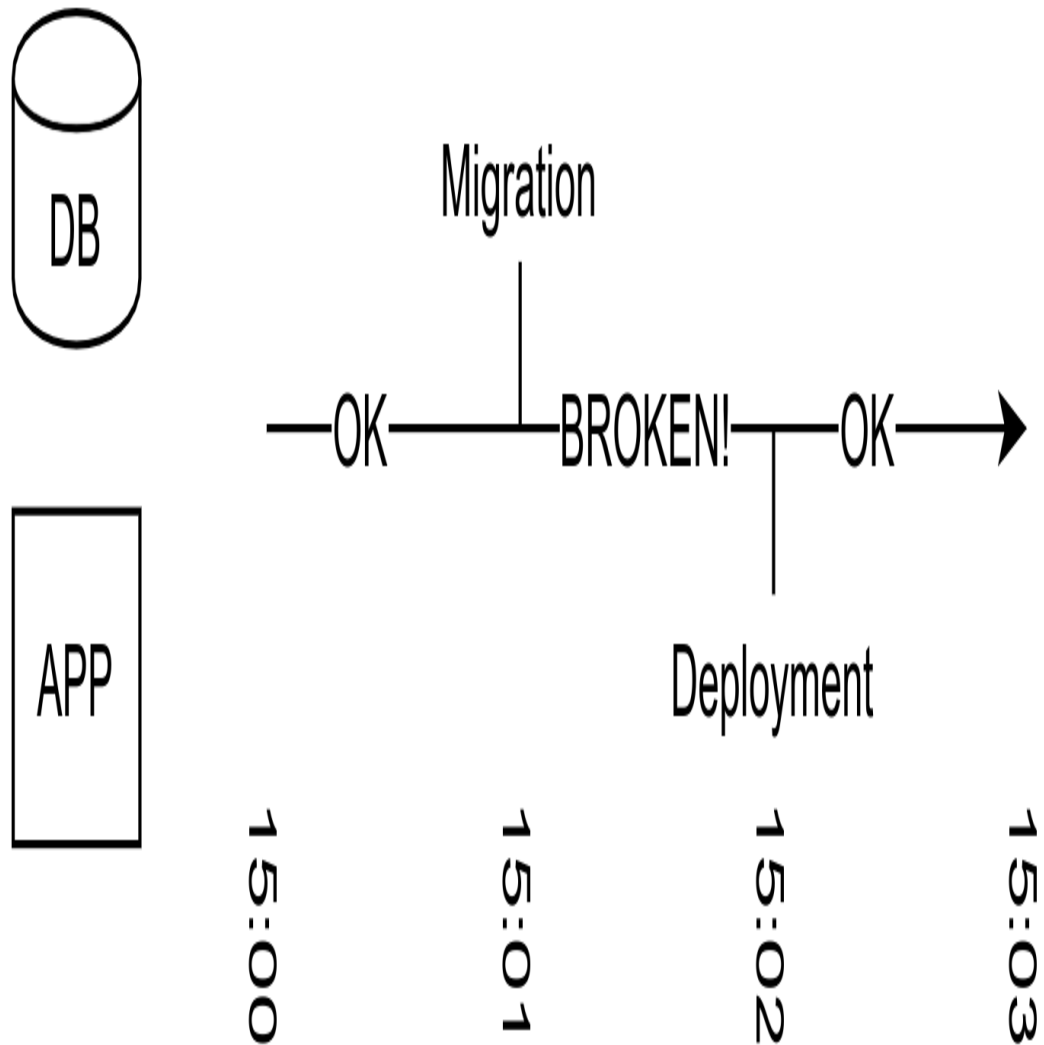 DB
Migration
OK BROKEN! OK
APP
Deployment
15:00 15:01 15:02 15:03